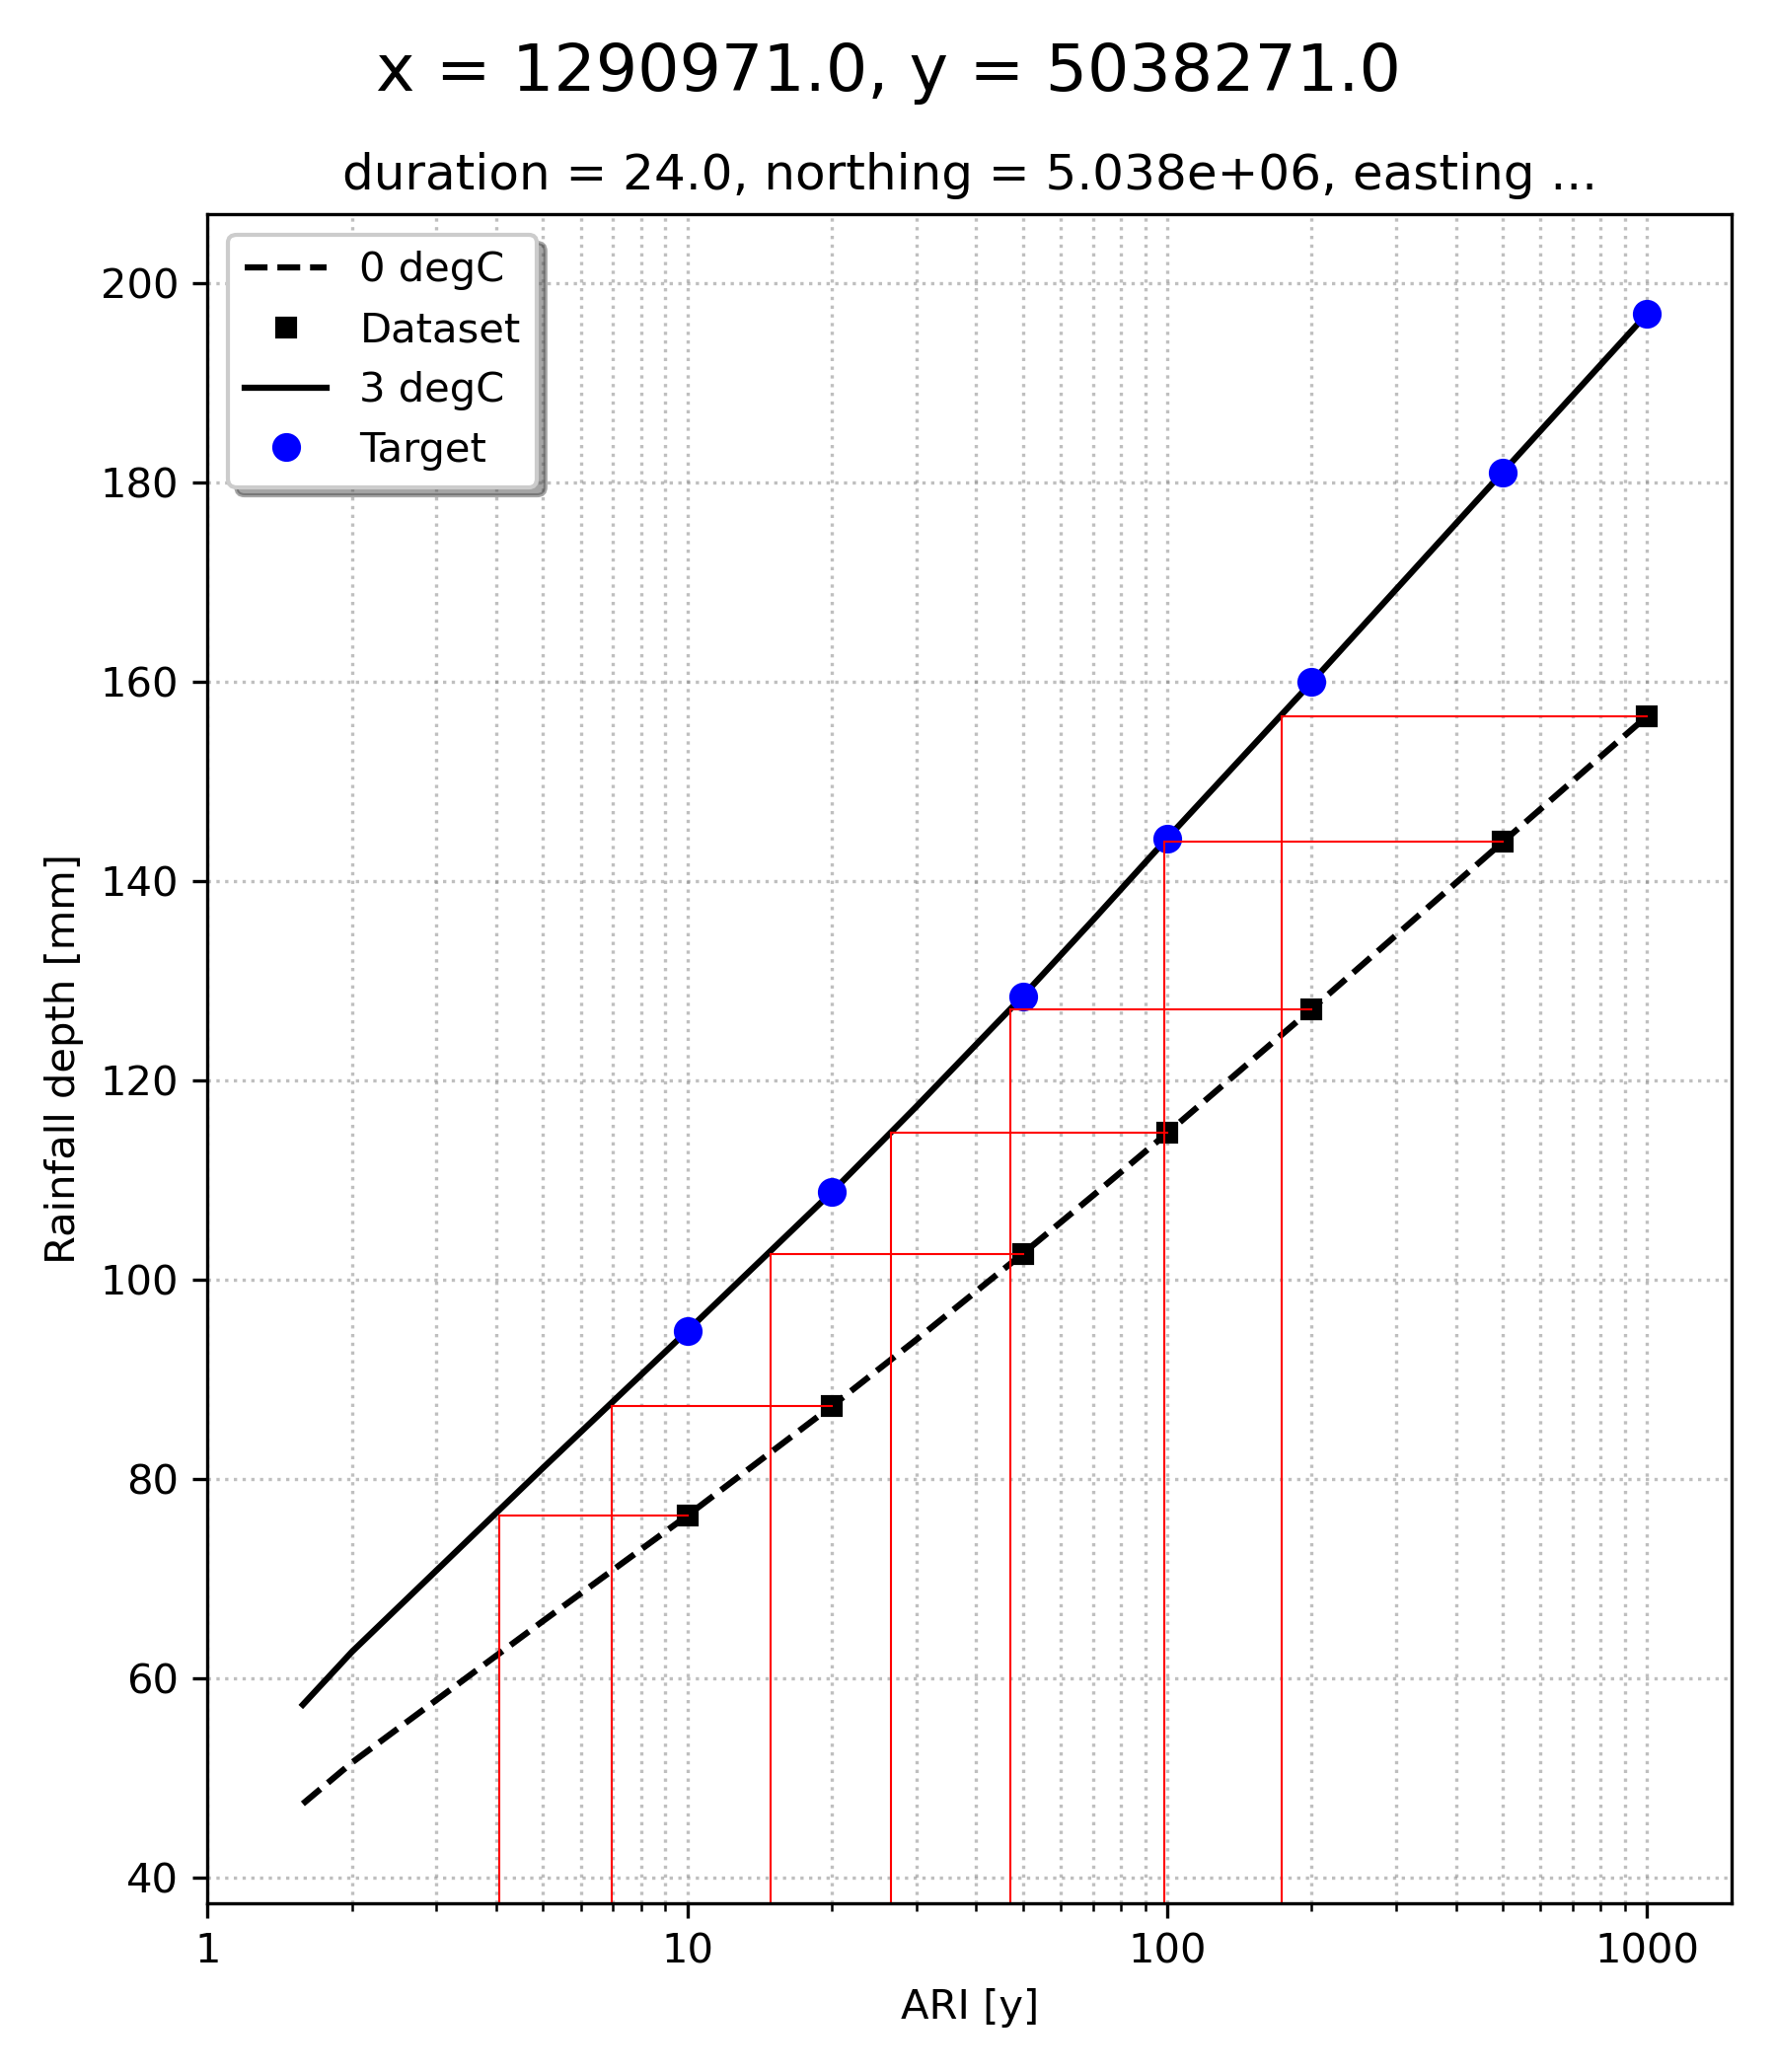 x = 1290971.0, y = 5038271.0
duration = 24.0, northing = 5.038e+06, easting ...
0 degC
Dataset
3 degC
Target
Rainfall depth [mm]
200
180
160
140
120
100
80
60
40
1 10 100 1000
ARI [y]